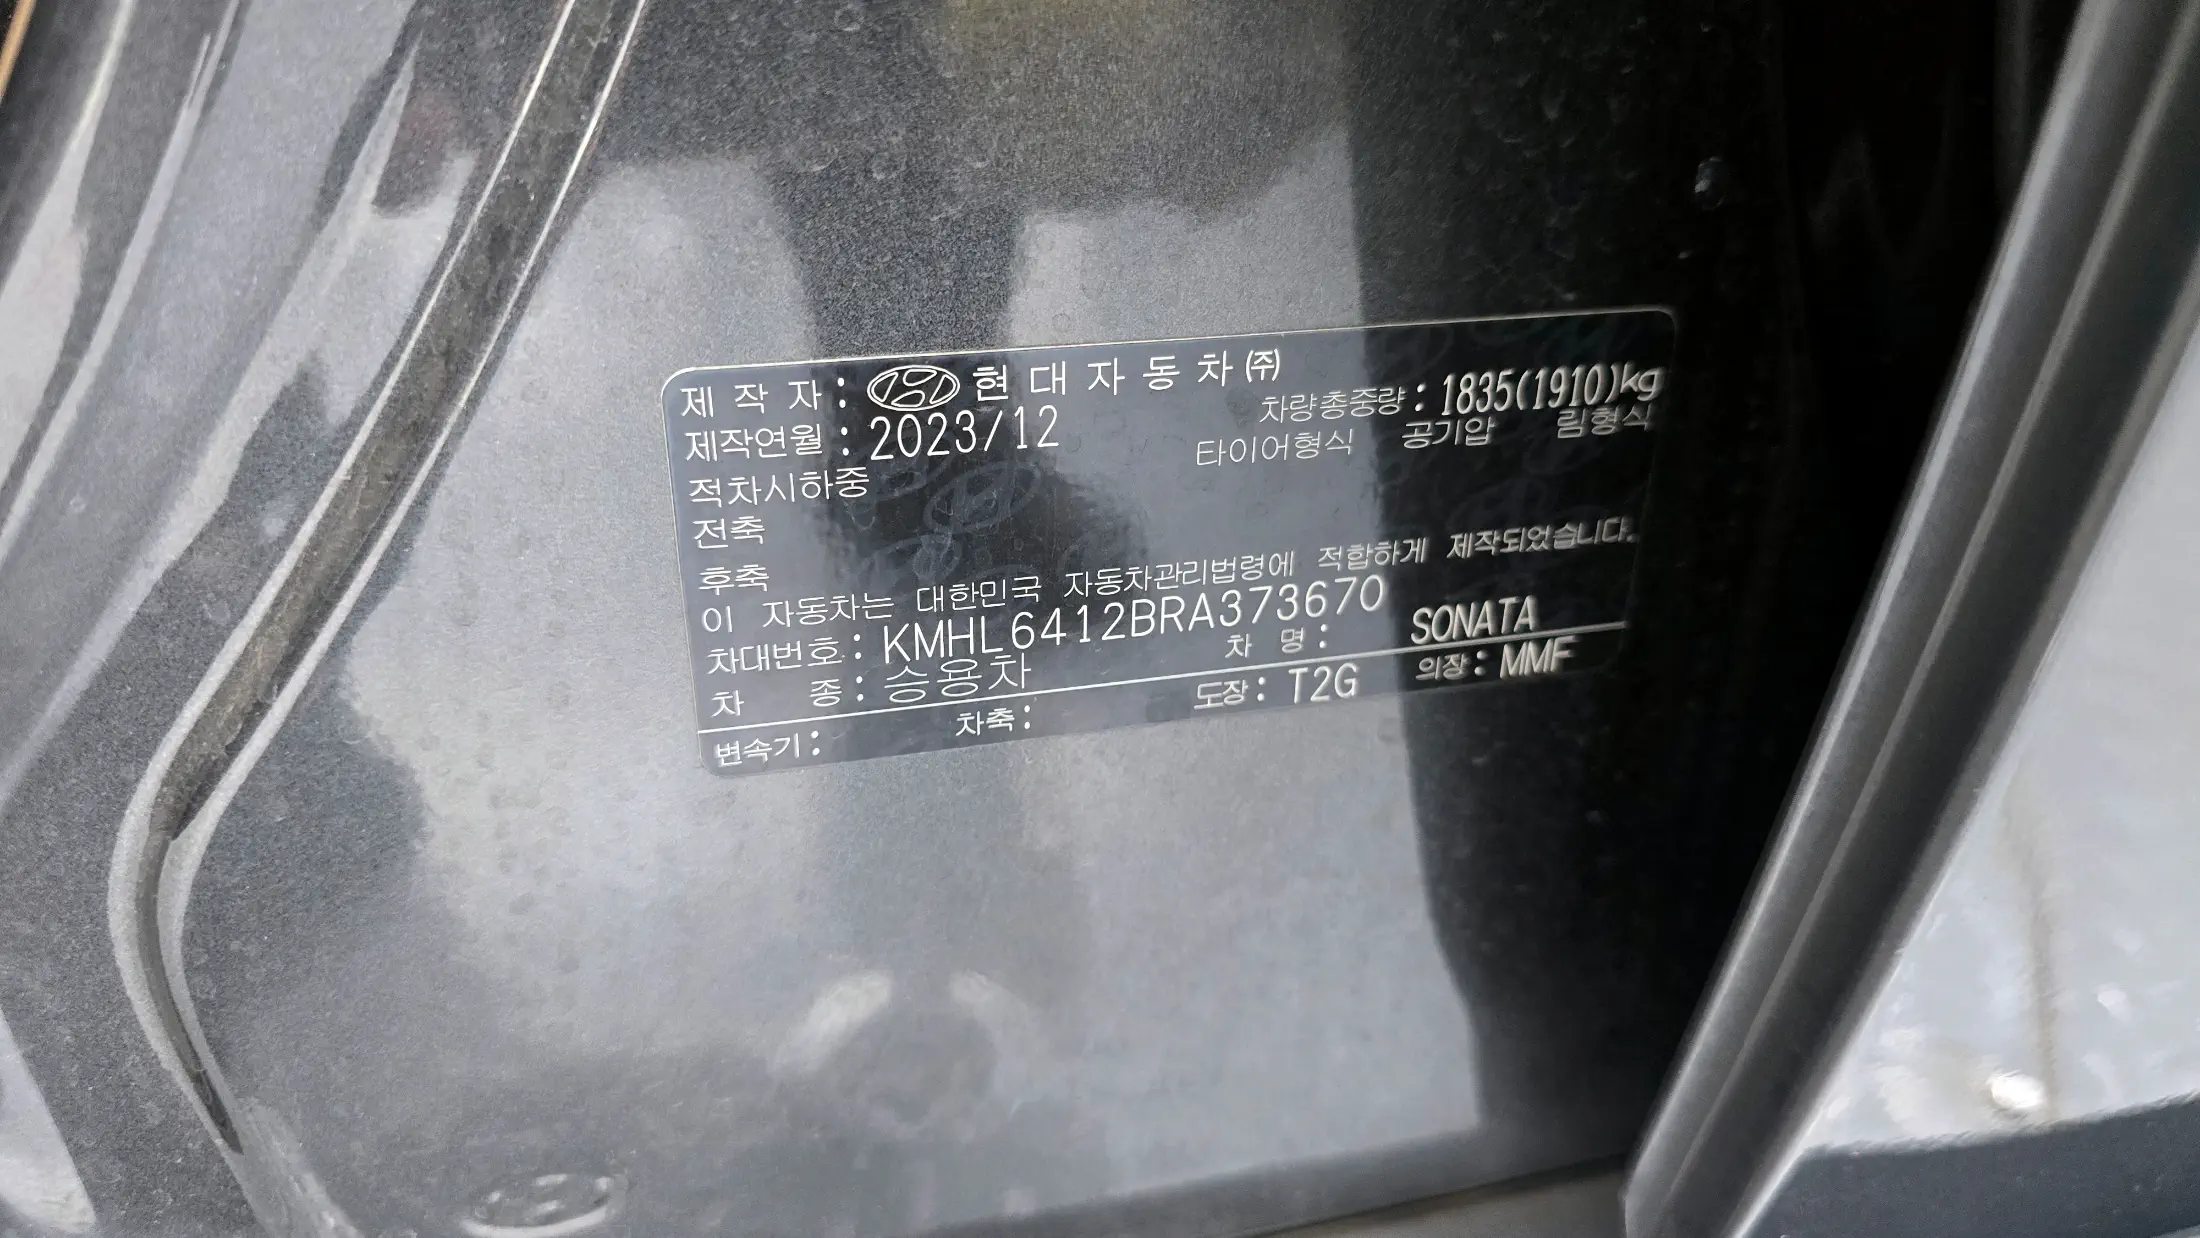 제 작 자 : 현 대 자 동 차 ㈜
차량총중량 : 1835(1910)kg
제작연월 : 2023/12
타이어형식 공기압 림형식
적차시하중
전축
후축
이 자동차는 대한민국 자동차관리법령에 적합하게 제작되었습니다.
차대번호 : KMHL6412BRA373670
차 종 : 승용차 차 명 : SONATA
변속기 : 차축 : 도장 : T2G 의장 : MMF